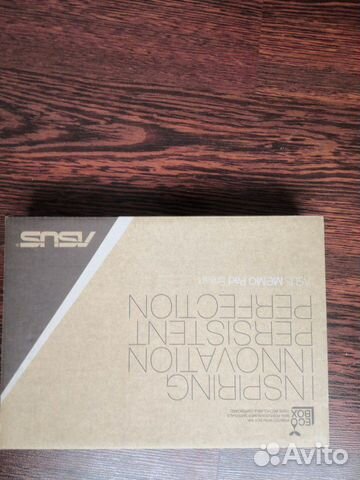 ASUS
ASUS MeMO Pad Smart
INSPIRING
INNOVATION
PERSISTENT
PERFECTION
ECO
BOX
Avito